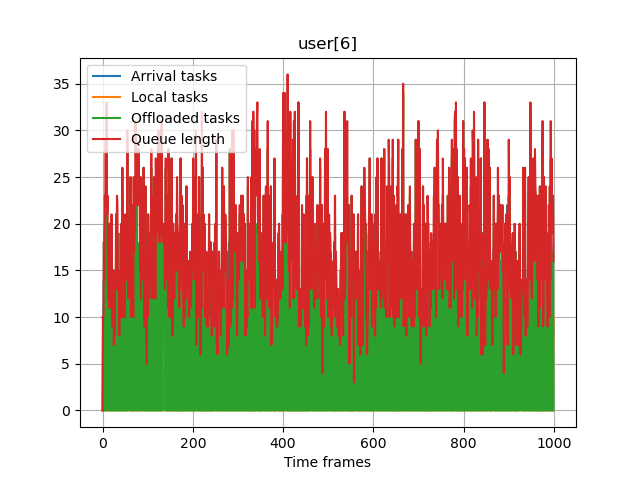 user[6]
Arrival tasks
Local tasks
Offloaded tasks
Queue length
35
30
25
20
15
10
5
0
0 200 400 600 800 1000
Time frames